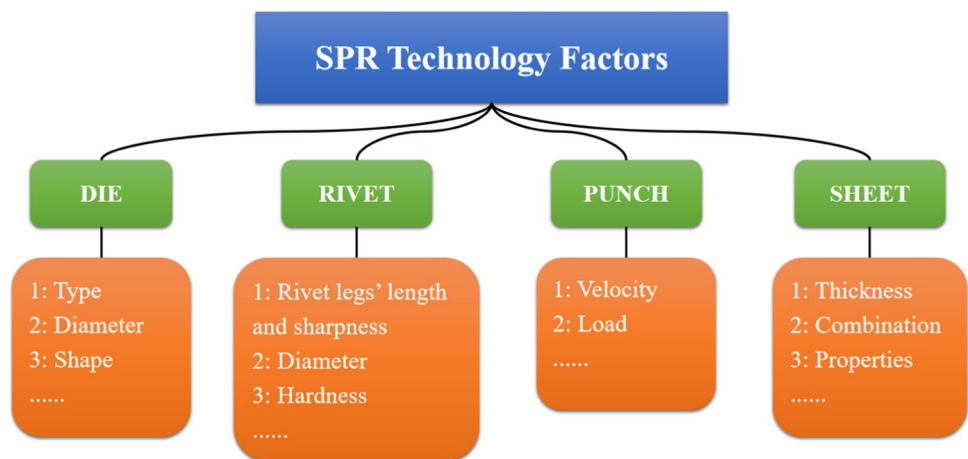 SPR Technology Factors
DIE
RIVET
PUNCH
SHEET
1: Type
2: Diameter
3: Shape
......
1: Rivet legs’ length
and sharpness
2: Diameter
3: Hardness
......
1: Velocity
2: Load
......
1: Thickness
2: Combination
3: Properties
......